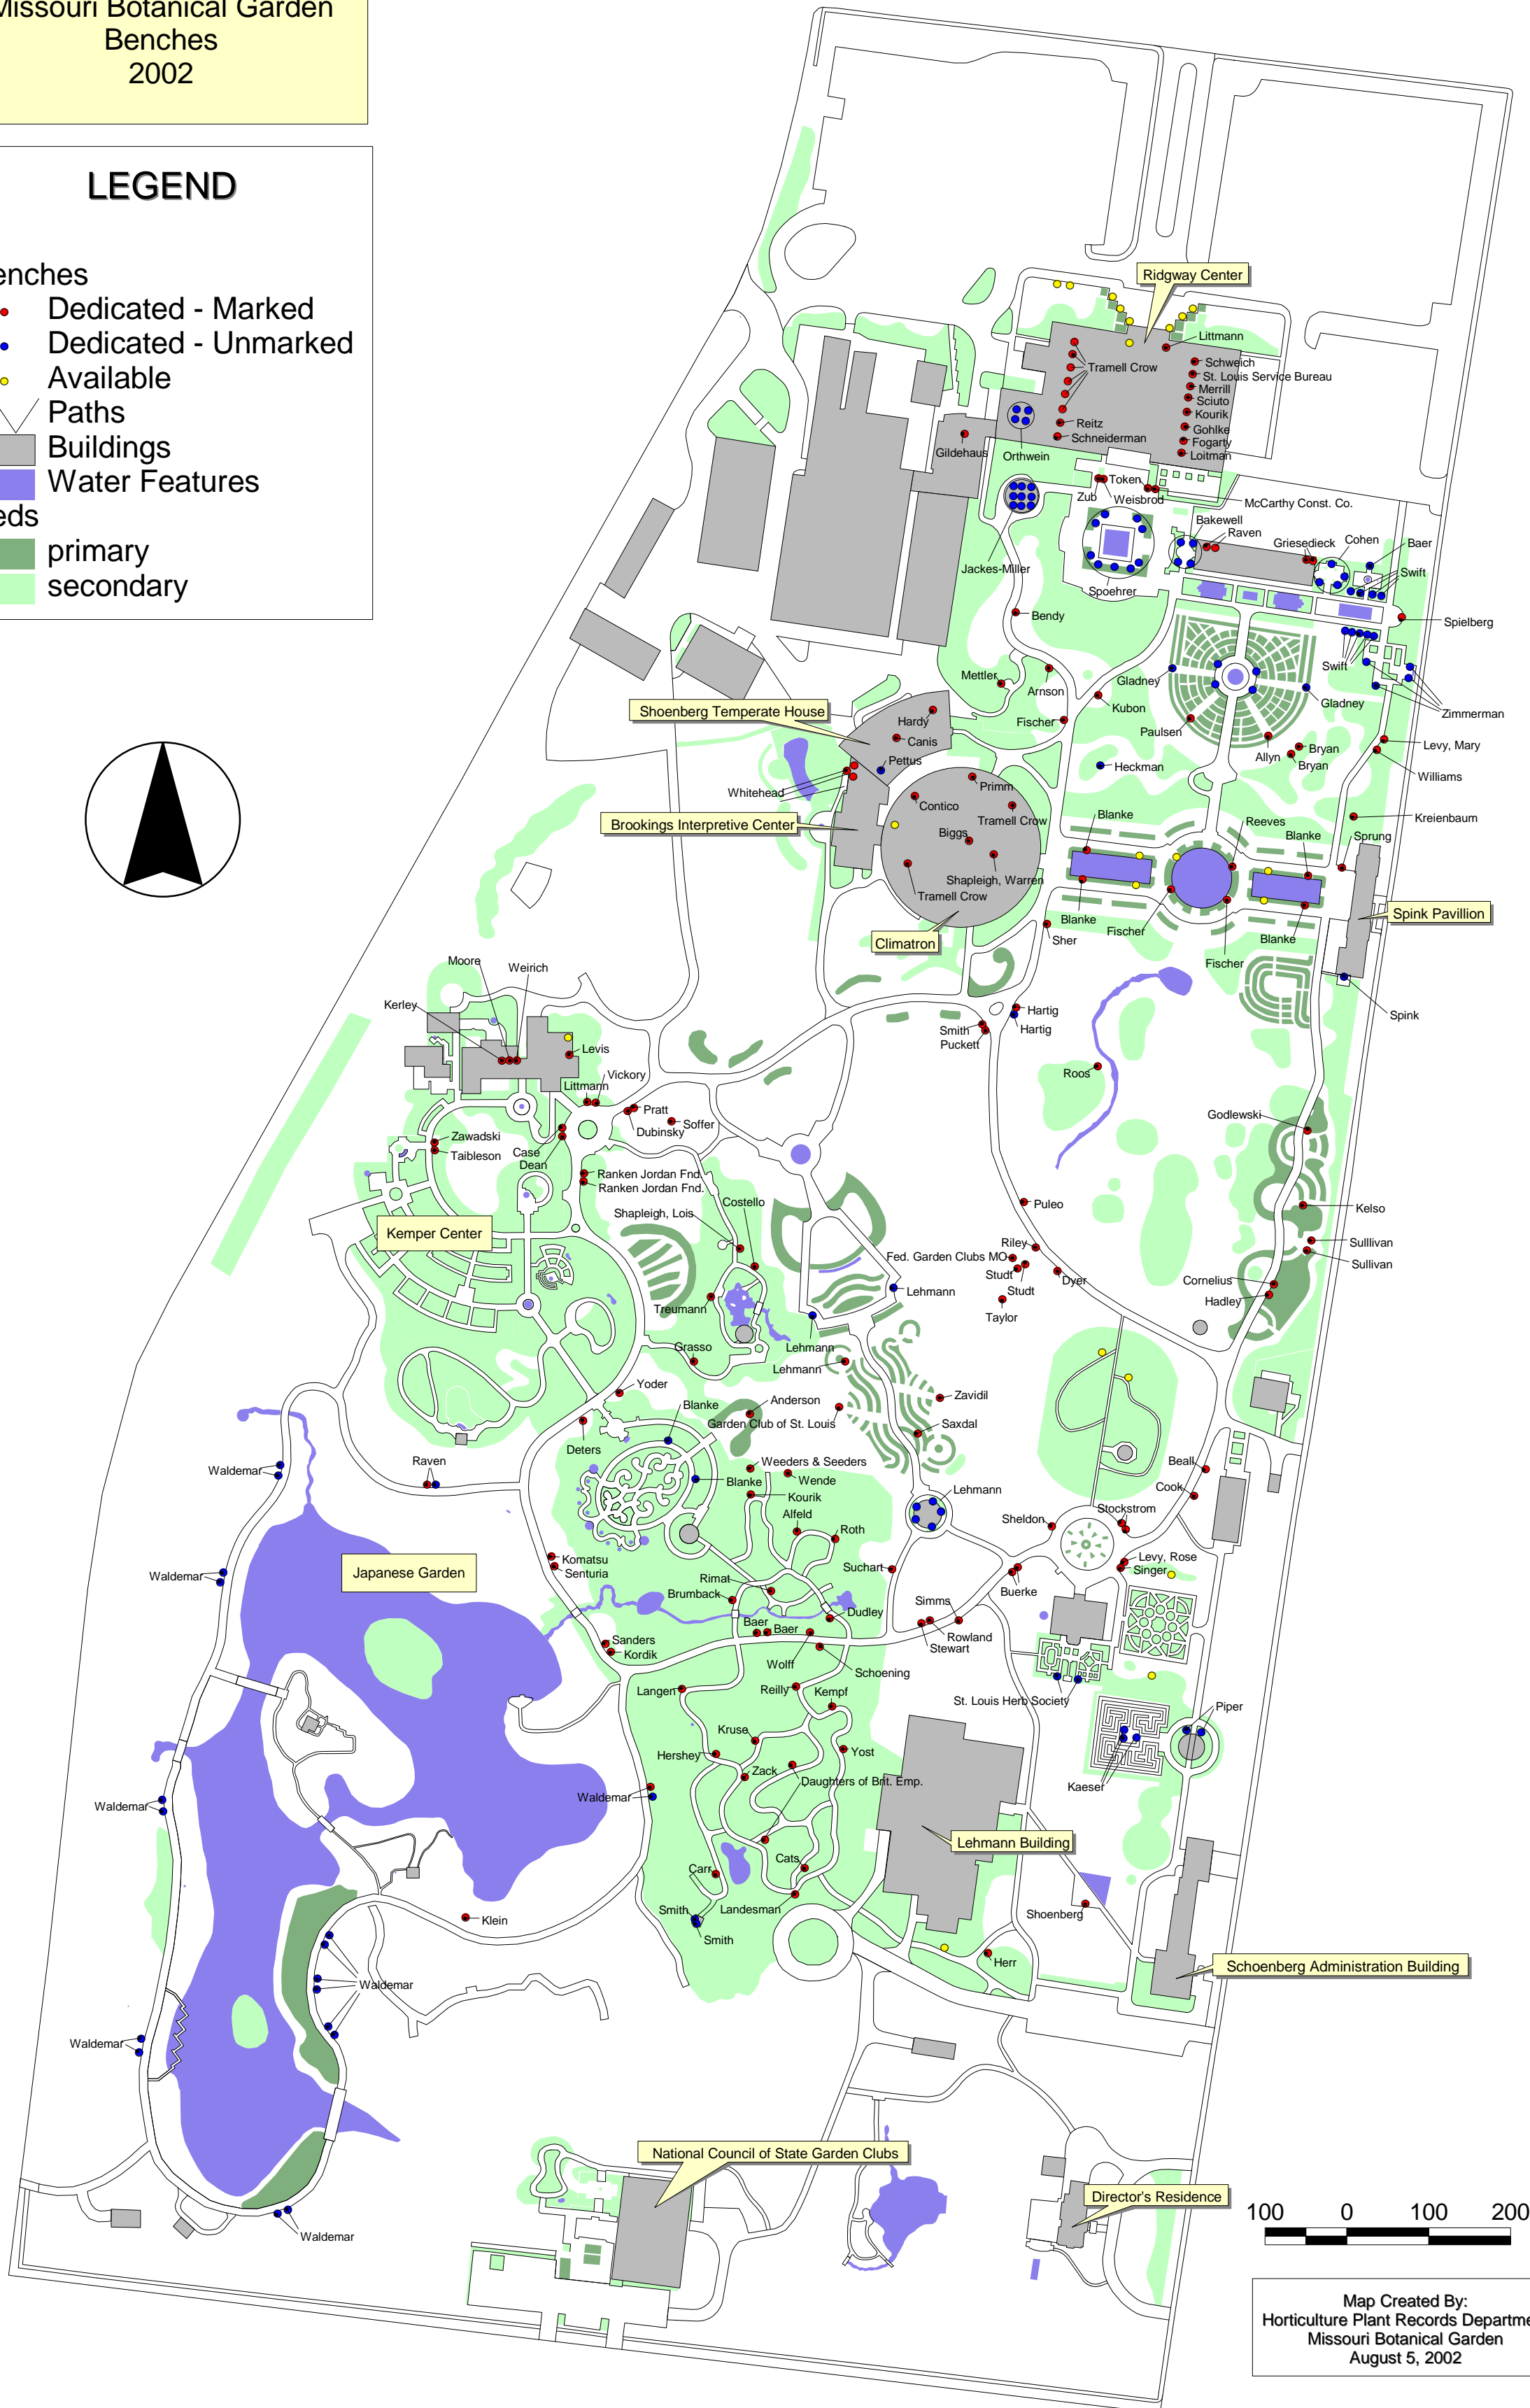 Missouri Botanical Garden
Benches
2002
LEGEND
enches
Dedicated - Marked
Dedicated - Unmarked
Available
Paths
Buildings
Water Features
eds
primary
secondary
Ridgway Center
Littmann
Tramell Crow
Schweich
St. Louis Service Bureau
Merrill
Sciuto
Kourik
Gohlke
Fogarty
Loitman
Reitz
Schneiderman
Gildehaus
Orthwein
Zub
Token
Weisbrod
McCarthy Const. Co.
Jackes-Miller
Spoehrer
Bakewell
Raven
Griesedieck
Cohen
Baer
Swift
Spielberg
Bendy
Swift
Mettler
Arnson
Gladney
Gladney
Zimmerman
Kubon
Shoenberg Temperate House
Hardy
Fischer
Paulsen
Canis
Allyn
Bryan
Bryan
Levy, Mary
Williams
Pettus
Heckman
Whitehead
Primm
Contico
Tramell Crow
Brookings Interpretive Center
Biggs
Blanke
Reeves
Blanke
Kreienbaum
Sprung
Shapleigh, Warren
Tramell Crow
Climatron
Blanke
Fischer
Blanke
Spink Pavillion
Sher
Fischer
Moore
Weirich
Kerley
Hartig
Hartig
Smith
Puckett
Spink
Levis
Roos
Littmann
Vickory
Pratt
Dubinsky
Soffer
Godlewski
Zawadski
Taibleson
Case
Dean
Ranken Jordan Fnd.
Ranken Jordan Fnd.
Costello
Shapleigh, Lois
Puleo
Kelso
Kemper Center
Riley
Fed. Garden Clubs MO
Studt
Studt
Dyer
Taylor
Sulllivan
Sullivan
Cornelius
Hadley
Treumann
Lehmann
Lehmann
Lehmann
Grasso
Yoder
Anderson
Garden Club of St. Louis
Zavidil
Saxdal
Blanke
Deters
Raven
Waldemar
Weeders & Seeders
Blanke
Wende
Kourik
Alfeld
Roth
Lehmann
Beall
Cook
Stockstrom
Sheldon
Komatsu
Senturia
Suchart
Levy, Rose
Singer
Buerke
Japanese Garden
Waldemar
Rimat
Brumback
Dudley
Simms
Rowland
Stewart
Baer
Baer
Sanders
Kordik
Wolff
Schoening
Langen
Reilly
Kempf
St. Louis Herb Society
Piper
Kruse
Hershey
Yost
Zack
Daughters of Brit. Emp.
Kaeser
Waldemar
Waldemar
Lehmann Building
Cats
Carr
Landesman
Smith
Smith
Klein
Shoenberg
Herr
Schoenberg Administration Building
Waldemar
Waldemar
National Council of State Garden Clubs
Director's Residence
Waldemar
100 0 100 200
Map Created By:
Horticulture Plant Records Departme
Missouri Botanical Garden
August 5, 2002